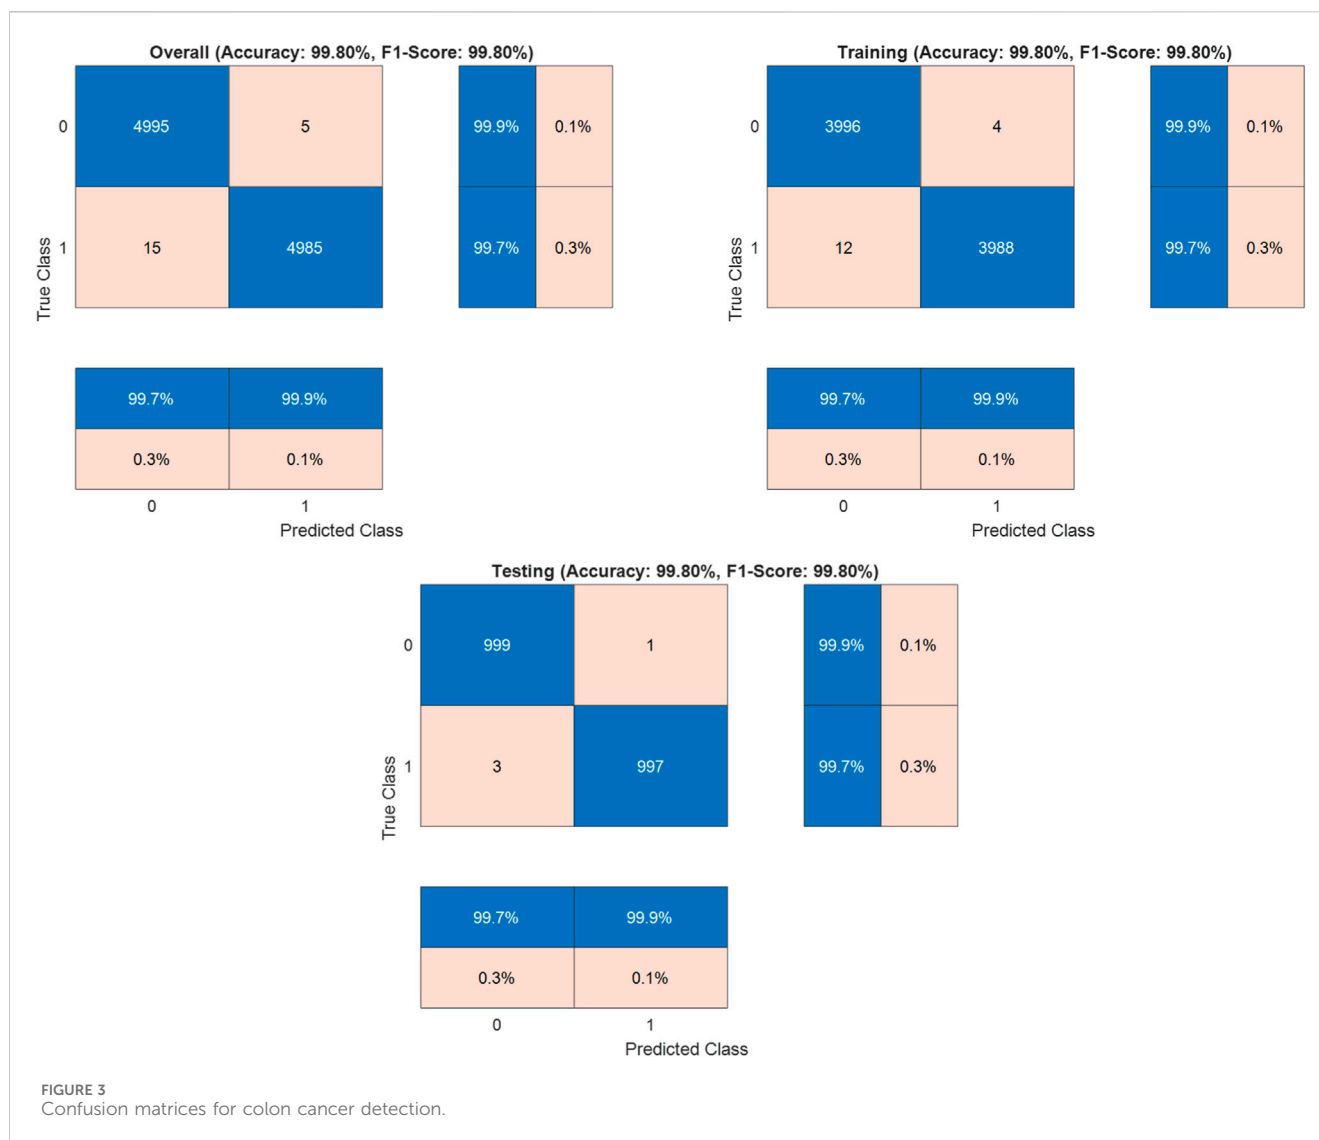 Overall (Accuracy: 99.80%, F1-Score: 99.80%)
0 4995 5 99.9% 0.1%
1 15 4985 99.7% 0.3%
True Class
99.7% 99.9%
0.3% 0.1%
0 1
Predicted Class
Training (Accuracy: 99.80%, F1-Score: 99.80%)
0 3996 4 99.9% 0.1%
1 12 3988 99.7% 0.3%
True Class
99.7% 99.9%
0.3% 0.1%
0 1
Predicted Class
Testing (Accuracy: 99.80%, F1-Score: 99.80%)
0 999 1 99.9% 0.1%
1 3 997 99.7% 0.3%
True Class
99.7% 99.9%
0.3% 0.1%
0 1
Predicted Class
FIGURE 3
Confusion matrices for colon cancer detection.